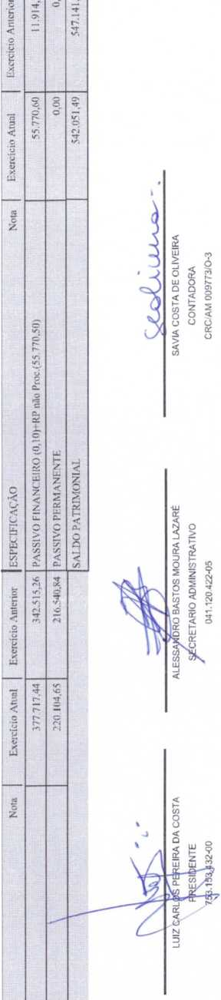 Nota Exercício Atual Exercício Anterior ESPECIFICAÇÃO Nota Exercício Atual Exercício Anterior
377.717,44 342.515,26 PASSIVO FINANCEIRO (0,10)+RP não Proc.(55.770,50) 55.770,60 11.914,
220.104,65 216.540,84 PASSIVO PERMANENTE 0,00 0,
SALDO PATRIMONIAL 542.051,49 547.141,
LUIZ CARLOS PEREIRA DA COSTA
PRESIDENTE
753.153.432-00
ALESSANDRO BASTOS MOURA LAZARÉ
SECRETARIO ADMINISTRATIVO
041.120.422-05
SAVIA COSTA DE OLIVEIRA
CONTADORA
CRC/AM 009773/O-3